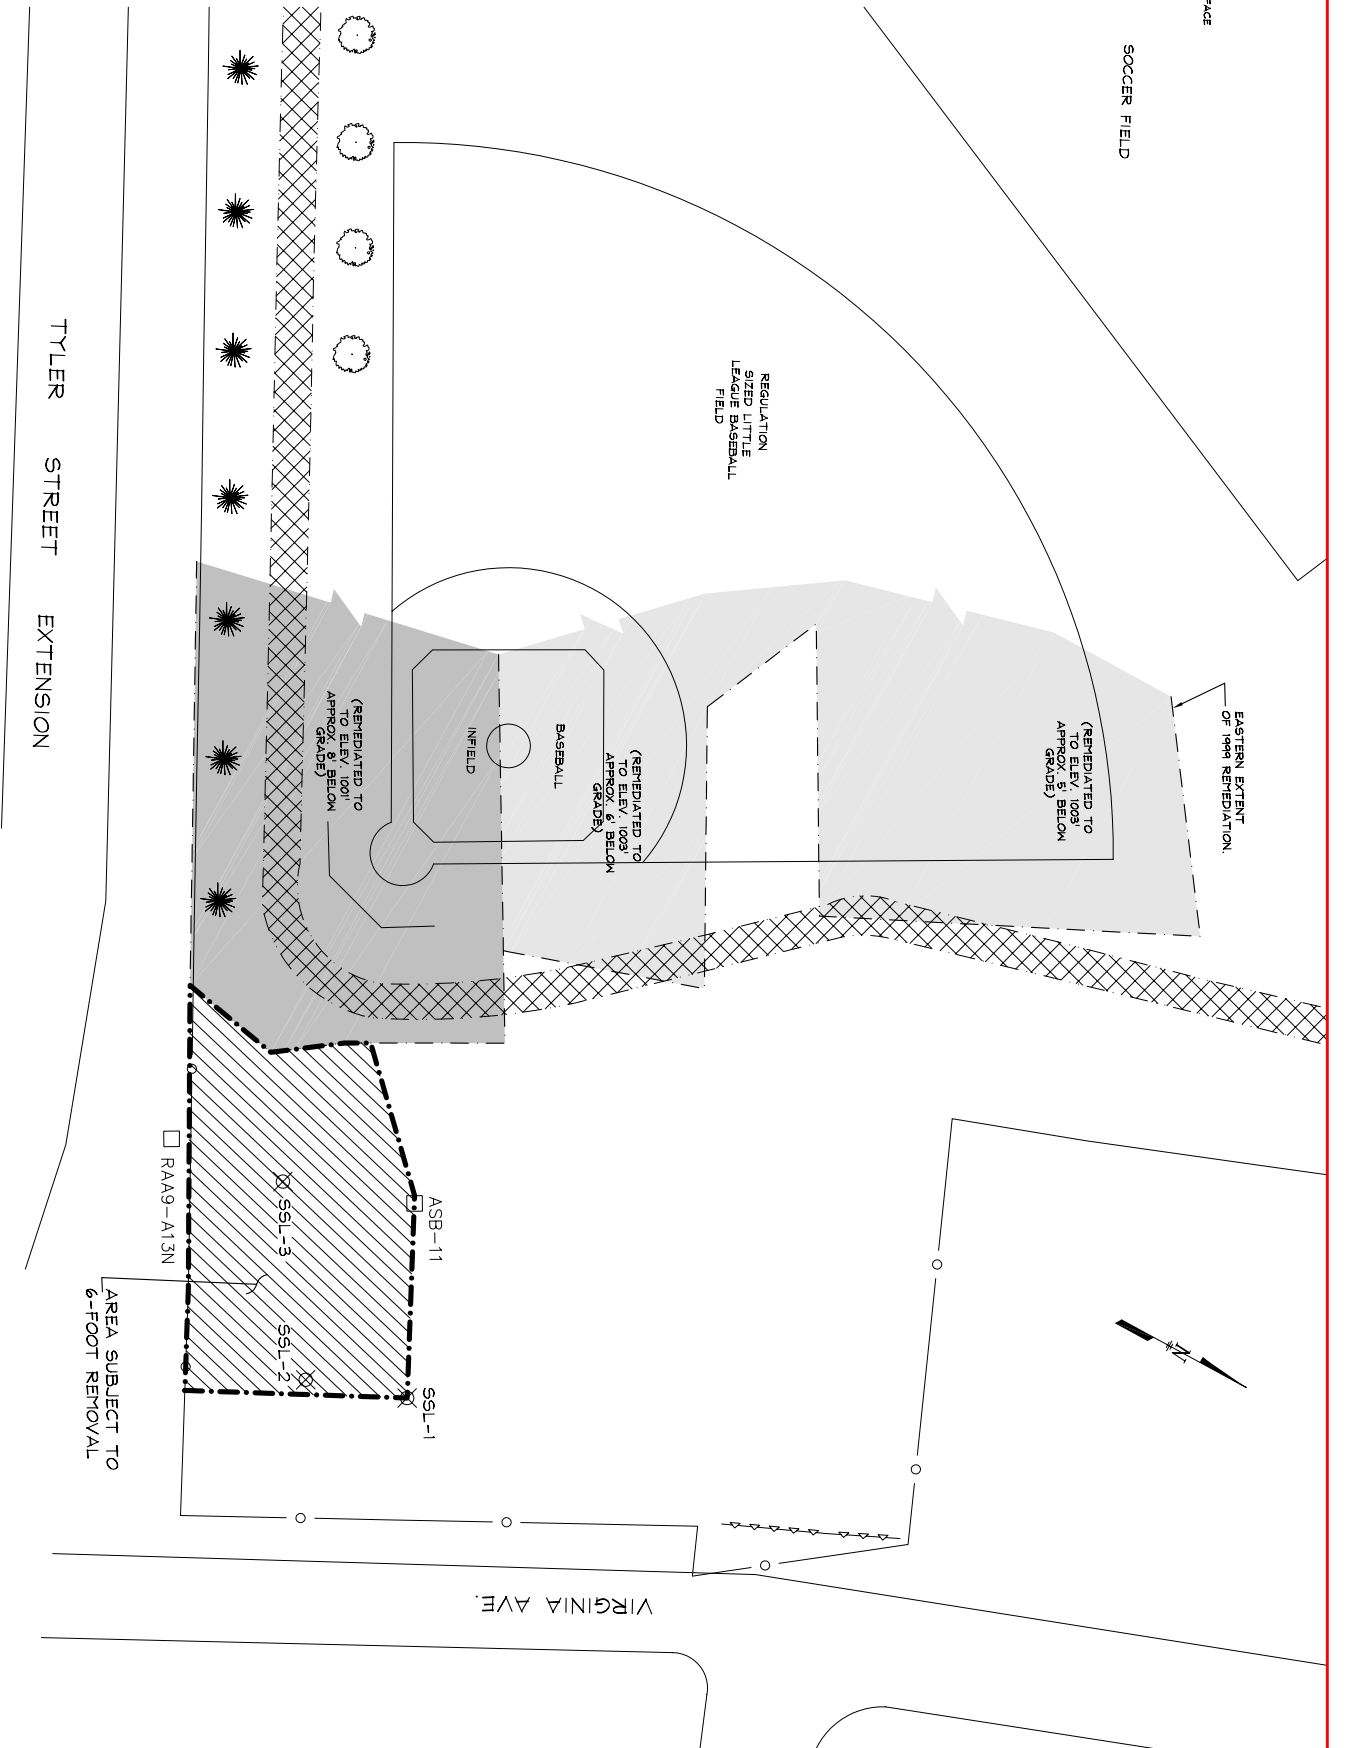 FACE
SOCCER FIELD
REGULATION
SIZED LITTLE
LEAGUE BASEBALL
FIELD
EASTERN EXTENT
OF 1999 REMEDIATION.
(REMEDIATED TO
TO ELEV. 1003'
APPROX. 5' BELOW
GRADE)
(REMEDIATED TO
TO ELEV. 1003'
APPROX. 6' BELOW
GRADE)
BASEBALL
INFIELD
(REMEDIATED TO
TO ELEV. 1001'
APPROX. 8' BELOW
GRADE)
TYLER STREET EXTENSION
ASB-11
RAA9-A13N
SSL-3
SSL-2
SSL-1
AREA SUBJECT TO
6-FOOT REMOVAL
N
VIRGINIA AVE.